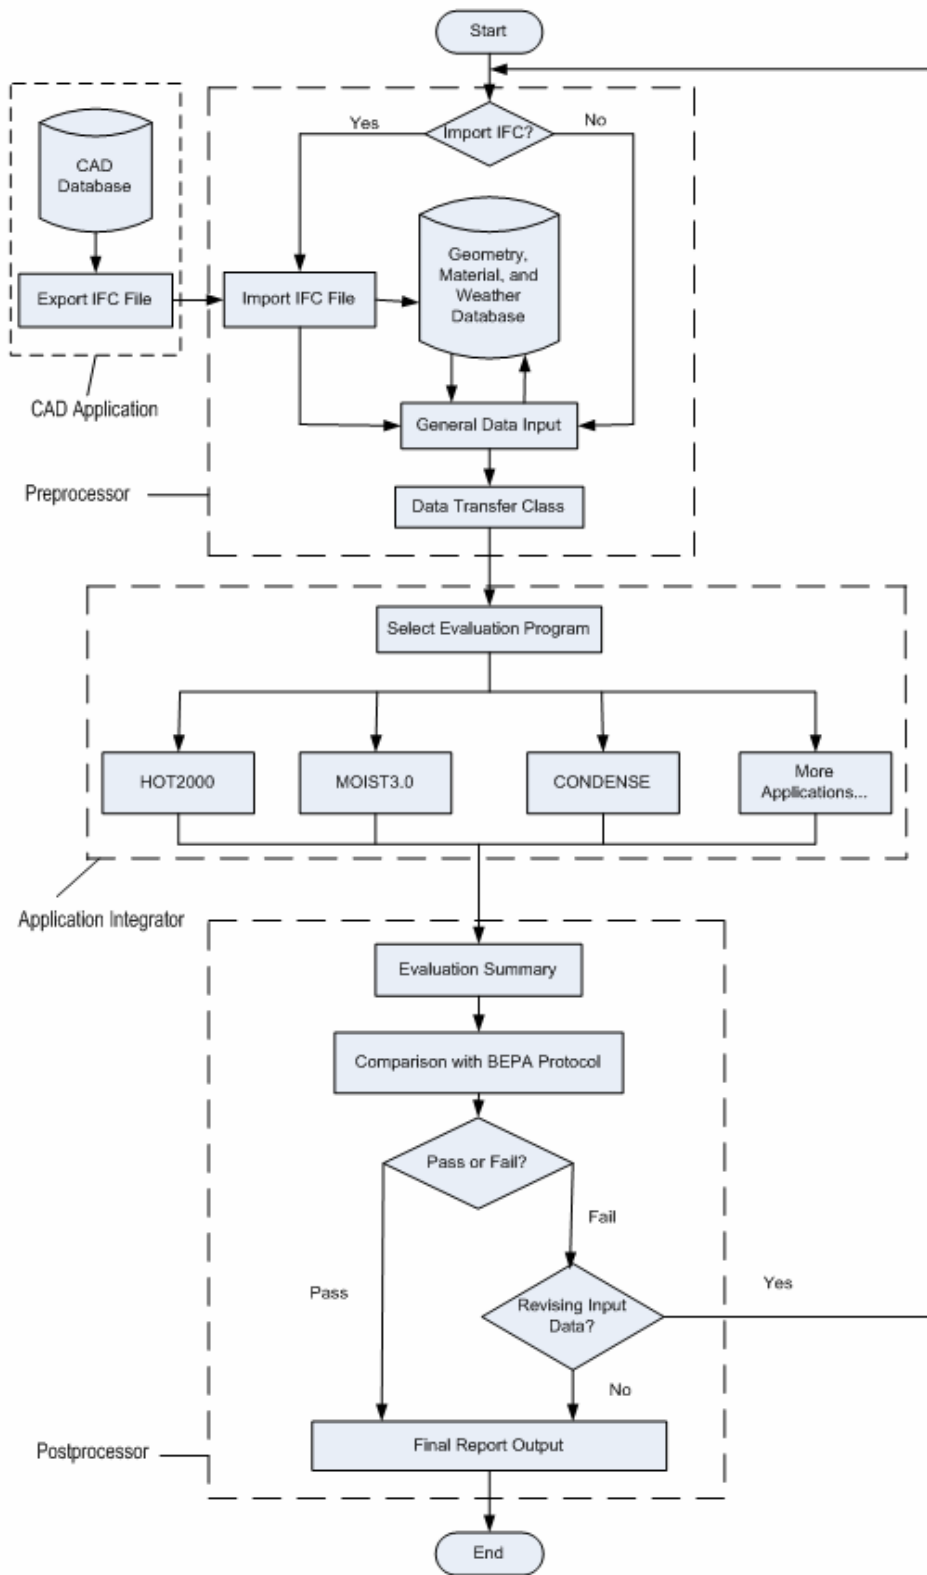 Start
Import IFC?
Yes
No
CAD
Database
Geometry,
Material, and
Weather
Database
Export IFC File
Import IFC File
CAD Application
General Data Input
Preprocessor
Data Transfer Class
Select Evaluation Program
HOT2000
MOIST3.0
CONDENSE
More
Applications...
Application Integrator
Evaluation Summary
Comparison with BEPA Protocol
Pass or Fail?
Fail
Pass
Revising Input
Data?
Yes
No
Final Report Output
Postprocessor
End